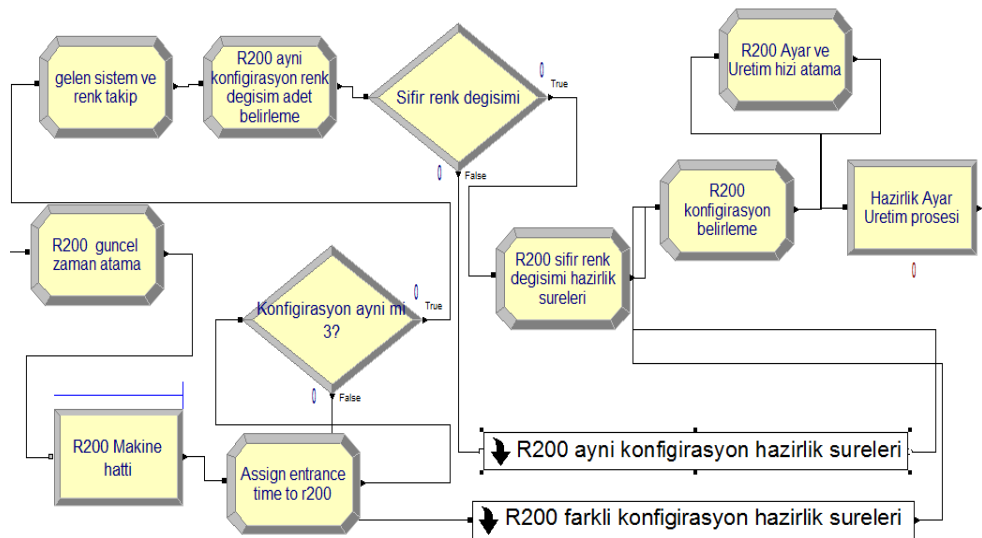 gelen sistem ve
renk takip
R200 ayni
konfigirasyon renk
degisim adet
belirleme
Sifir renk degisimi
0
True
0
False
R200 Ayar ve
Uretim hizi atama
R200
konfigirasyon
belirleme
Hazirlik Ayar
Uretim prosesi
0
R200 guncel
zaman atama
Konfigirasyon ayni mi
3?
0
True
0
False
R200 sifir renk
degisimi hazirlik
sureleri
R200 Makine
hatti
Assign entrance
time to r200
R200 ayni konfigirasyon hazirlik sureleri
R200 farkli konfigirasyon hazirlik sureleri